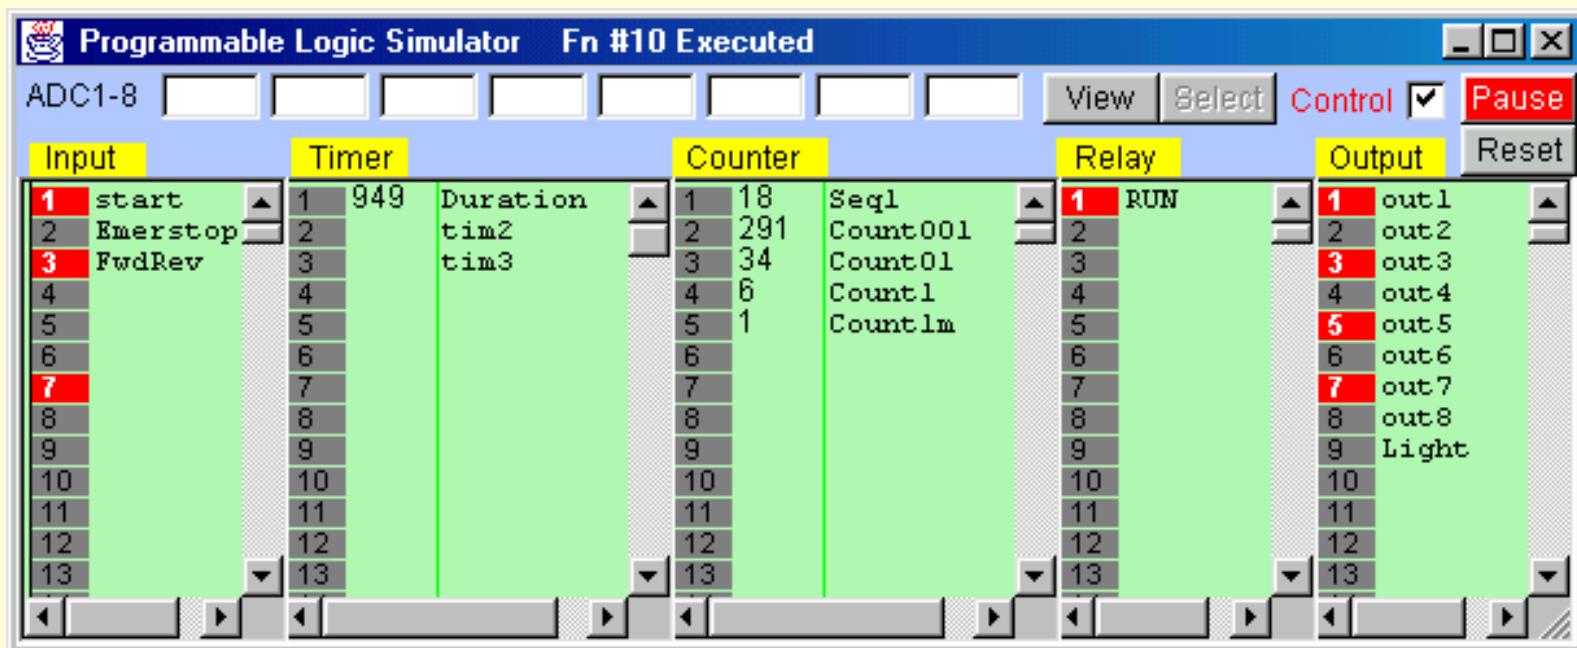 Programmable Logic Simulator Fn #10 Executed
ADC1-8 View Select Control Pause
Input Timer Counter Relay Output Reset
1 start 1 949 Duration 1 18 Seq1 1 RUN 1 out1
2 Emerstop 2 tim2 2 291 Count001 2 2 out2
3 FwdRev 3 tim3 3 34 Count01 3 3 out3
4 4 4 6 Count1 4 4 out4
5 5 5 1 Count1m 5 5 out5
6 6 6 6 6 out6
7 7 7 7 7 out7
8 8 8 8 8 out8
9 9 9 9 9 Light
10 10 10 10 10
11 11 11 11 11
12 12 12 12 12
13 13 13 13 13